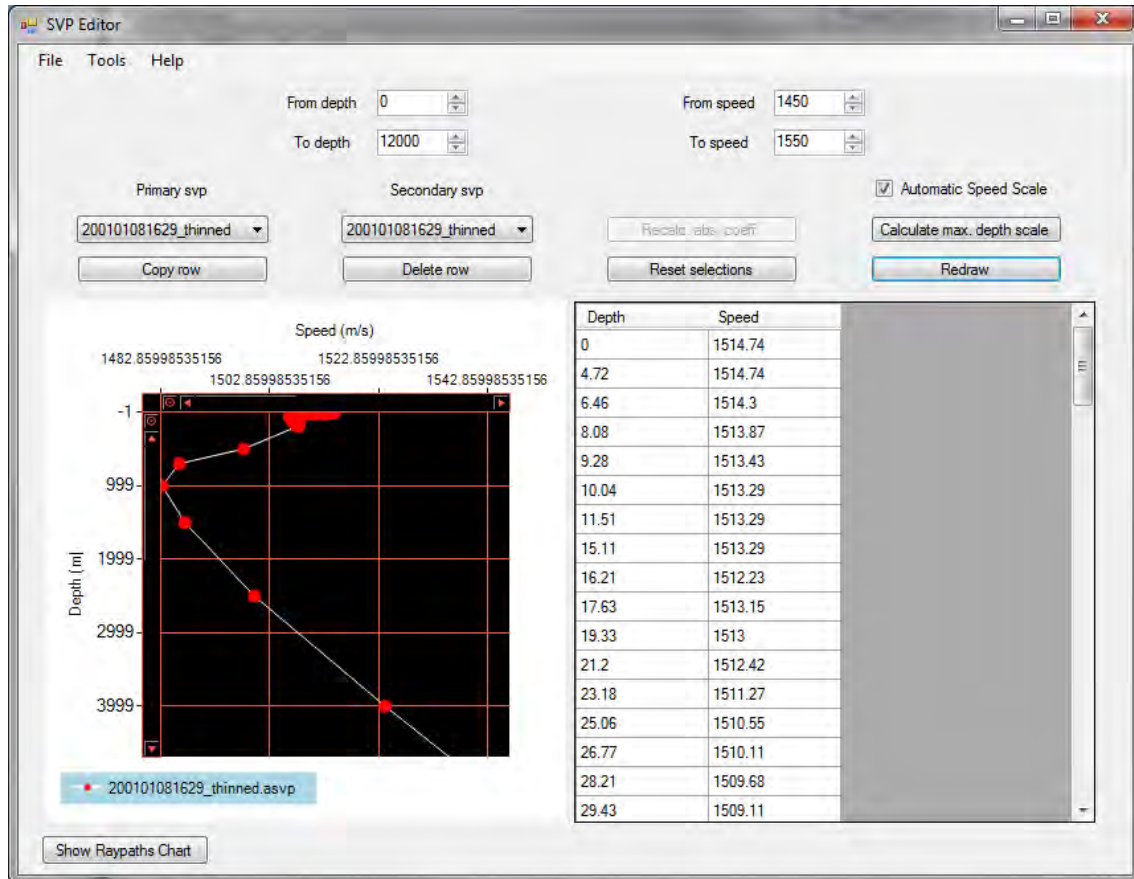 SVP Editor
File Tools Help
From depth 0 From speed 1450
To depth 12000 To speed 1550
Primary svp Secondary svp Automatic Speed Scale
200101081629_thinned 200101081629_thinned Recalc. abs. coeff. Calculate max. depth scale
Copy row Delete row Reset selections Redraw
Speed (m/s)
1482.85998535156 1522.85998535156
1502.85998535156 1542.85998535156
-1
999
1999
2999
3999
Depth (m|
200101081629_thinned.asvp
Depth Speed
0 1514.74
4.72 1514.74
6.46 1514.3
8.08 1513.87
9.28 1513.43
10.04 1513.29
11.51 1513.29
15.11 1513.29
16.21 1512.23
17.63 1513.15
19.33 1513
21.2 1512.42
23.18 1511.27
25.06 1510.55
26.77 1510.11
28.21 1509.68
29.43 1509.11
Show Raypaths Chart